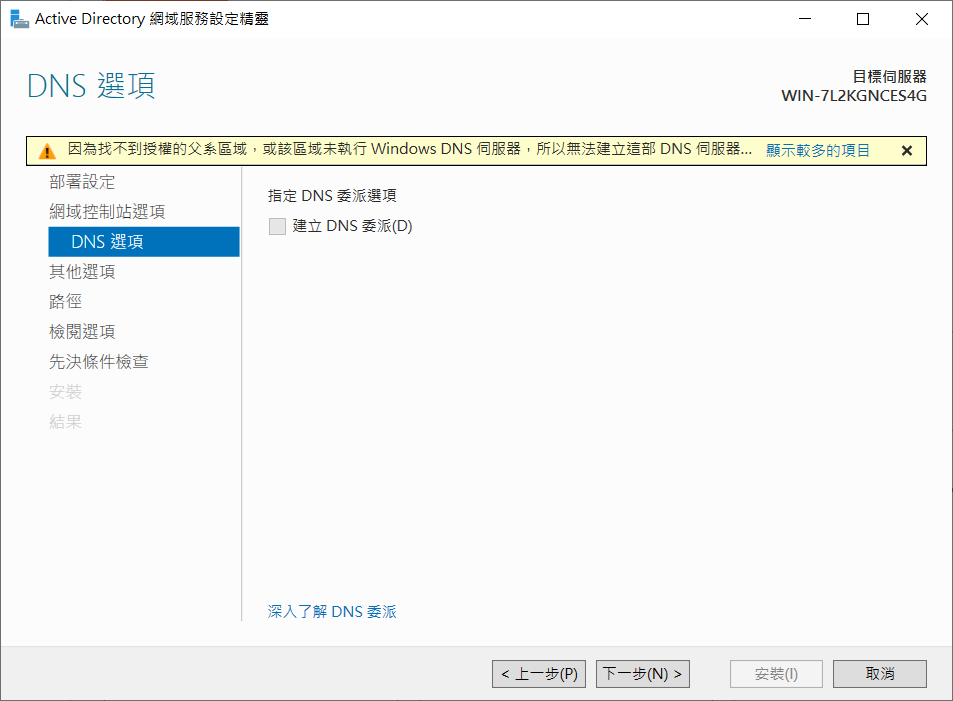 Active Directory 網域服務設定精靈
DNS 選項
目標伺服器
WIN-7L2KGNCES4G
因為找不到授權的父系區域，或該區域未執行 Windows DNS 伺服器，所以無法建立這部 DNS 伺服器... 顯示較多的項目
部署設定
網域控制站選項
DNS 選項
其他選項
路徑
檢閱選項
先決條件檢查
安裝
結果
指定 DNS 委派選項
建立 DNS 委派(D)
深入了解 DNS 委派
< 上一步(P) 下一步(N) > 安裝(I) 取消